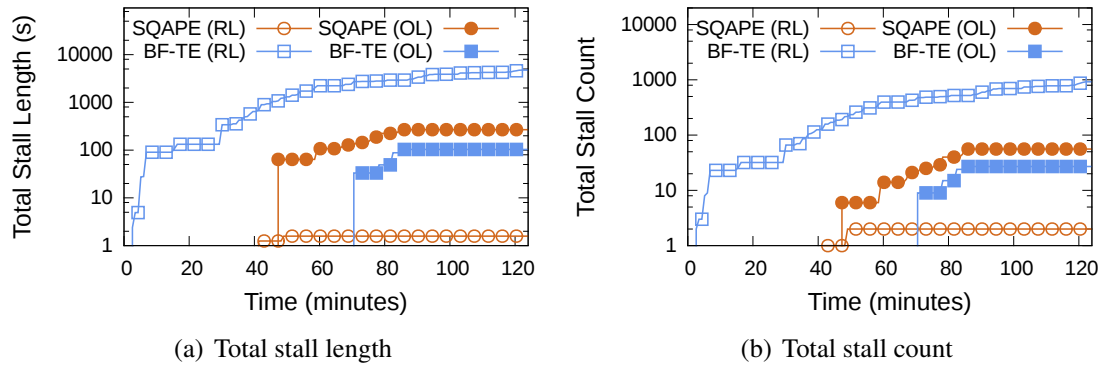 SQAPE (RL) SQAPE (OL)
BF-TE (RL) BF-TE (OL)
Total Stall Length (s)
10000
1000
100
10
1
0 20 40 60 80 100 120
Time (minutes)
(a) Total stall length
SQAPE (RL) SQAPE (OL)
BF-TE (RL) BF-TE (OL)
Total Stall Count
10000
1000
100
10
1
0 20 40 60 80 100 120
Time (minutes)
(b) Total stall count